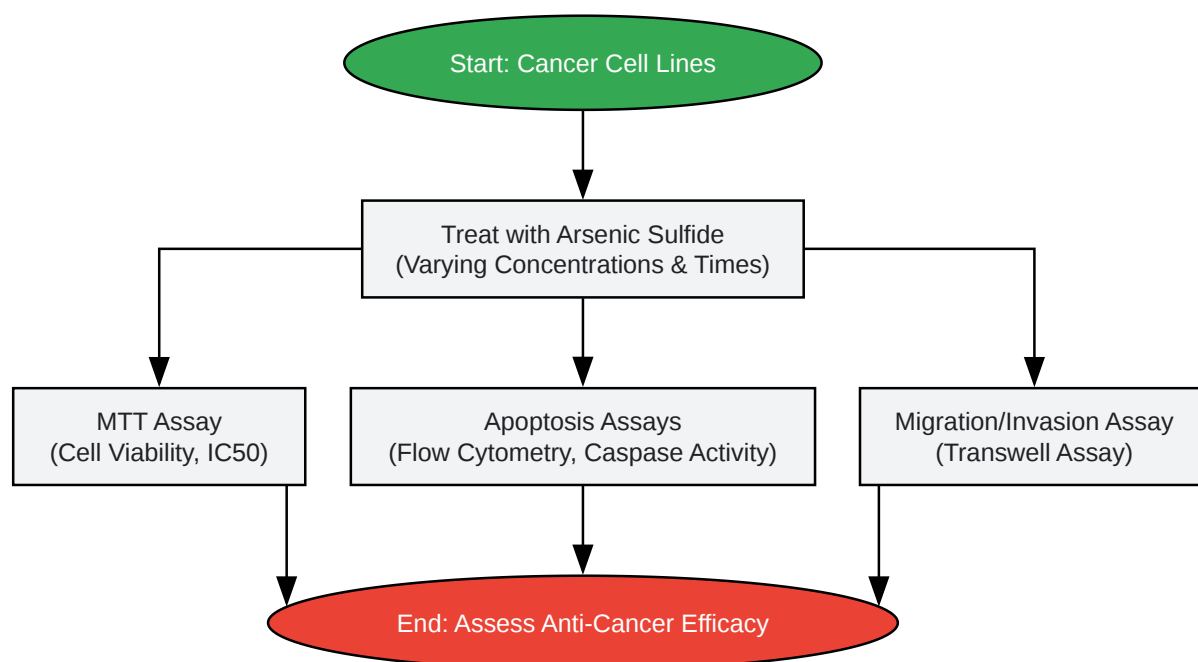 Start: Cancer Cell Lines
Treat with Arsenic Sulfide
(Varying Concentrations & Times)
MTT Assay
(Cell Viability, IC50)
Apoptosis Assays
(Flow Cytometry, Caspase Activity)
Migration/Invasion Assay
(Transwell Assay)
End: Assess Anti-Cancer Efficacy